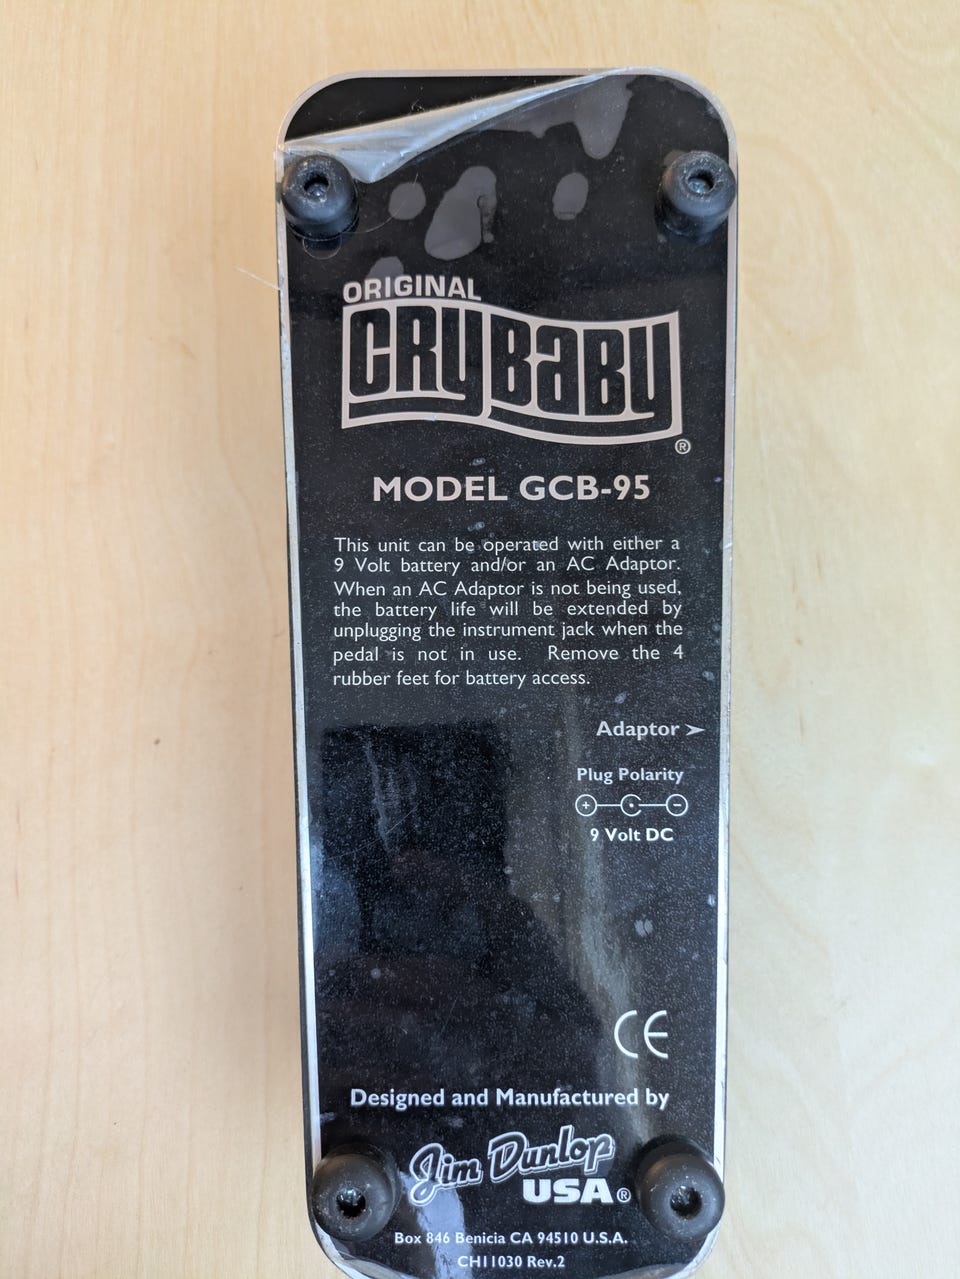 ORIGINAL
CRYBABY
®
MODEL GCB-95
This unit can be operated with either a
9 Volt battery and/or an AC Adaptor.
When an AC Adaptor is not being used,
the battery life will be extended by
unplugging the instrument jack when the
pedal is not in use. Remove the 4
rubber feet for battery access.
Adaptor ➢
Plug Polarity
+ -
9 Volt DC
CE
Designed and Manufactured by
Jim Dunlop
USA®
Box 846 Benicia CA 94510 U.S.A.
CH11030 Rev.2